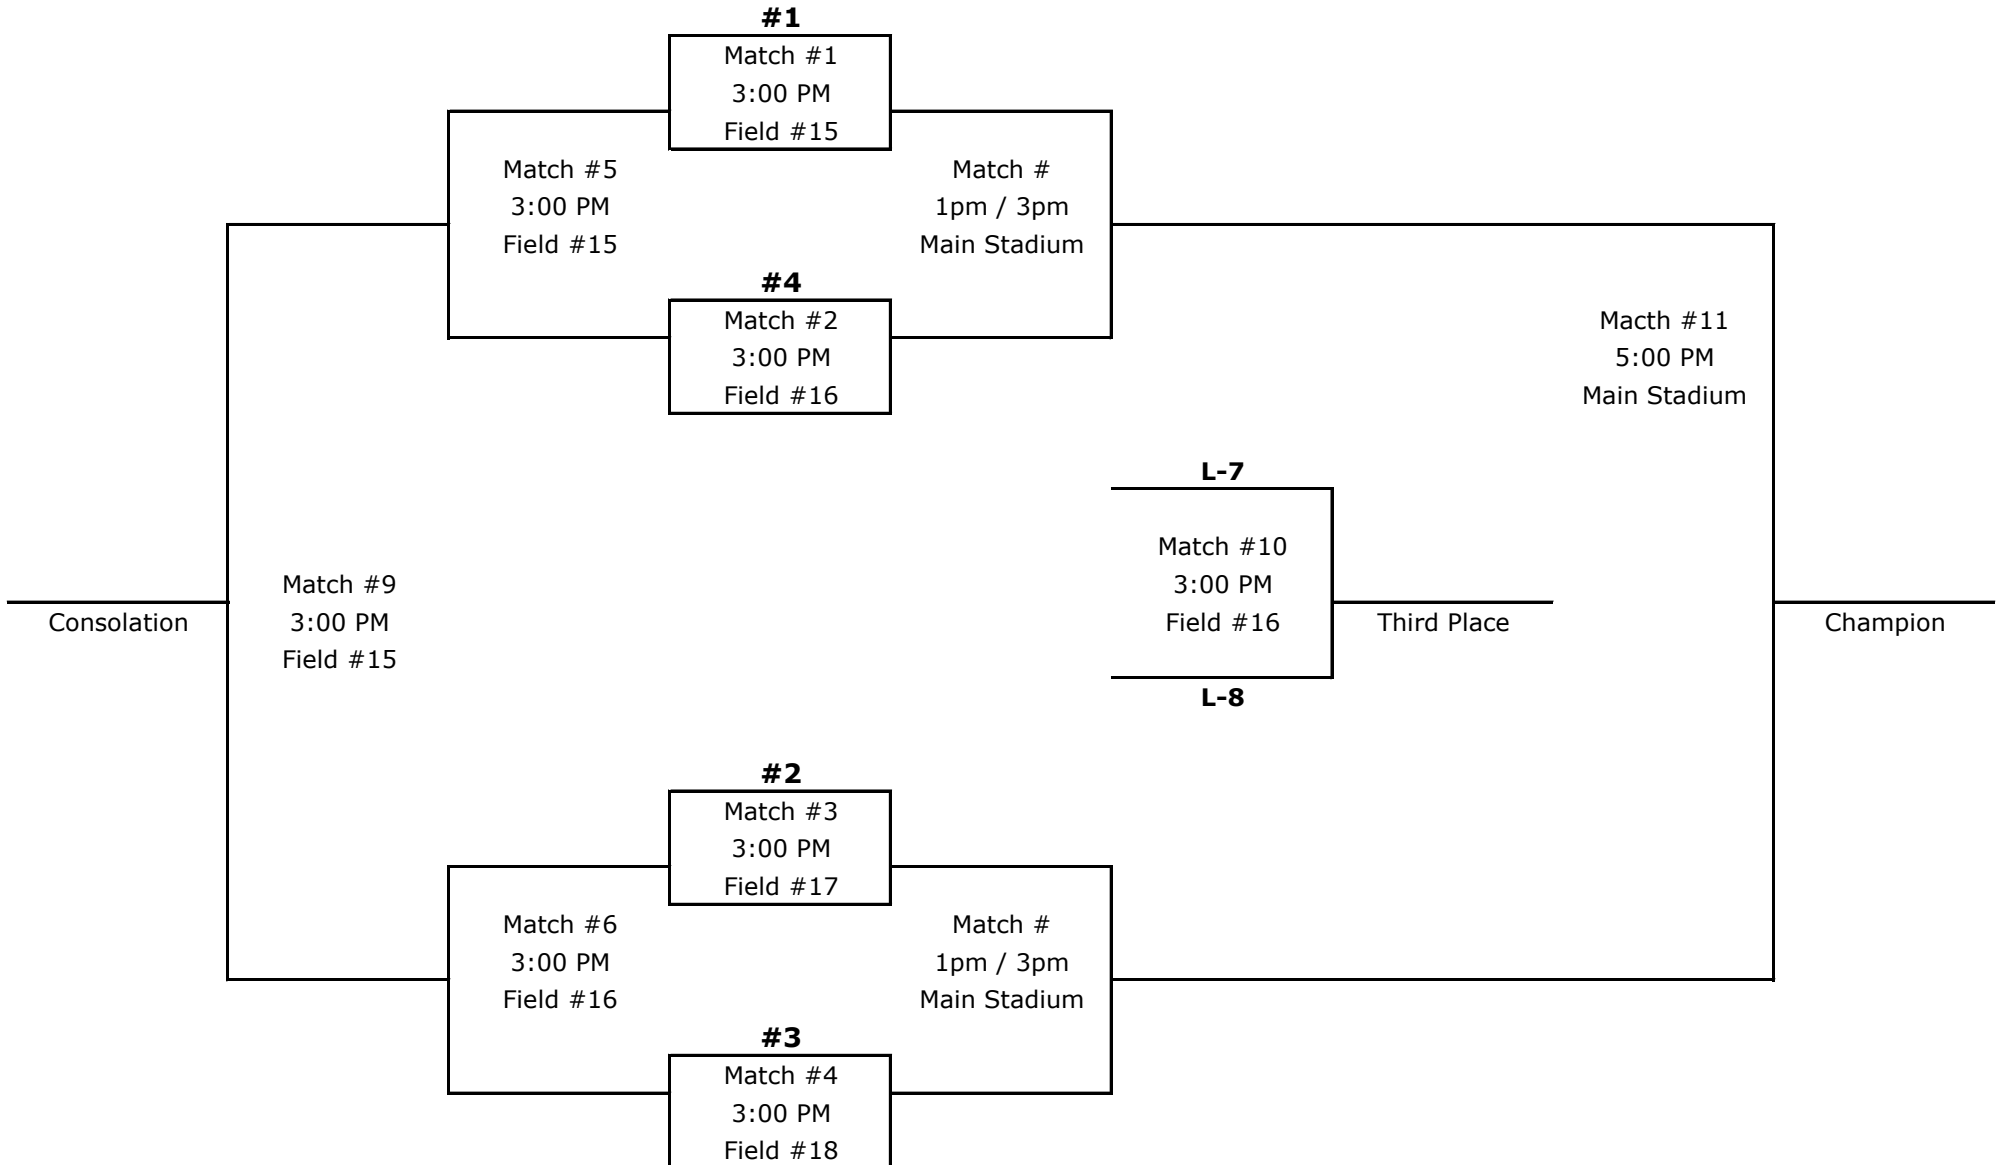 #1
Match #1
3:00 PM
Field #15
Match #5
3:00 PM
Field #15
Match #
1pm / 3pm
Main Stadium
#4
Match #2
3:00 PM
Field #16
Macth #11
5:00 PM
Main Stadium
L-7
Match #10
3:00 PM
Field #16
L-8
Third Place
Champion
Consolation
Match #9
3:00 PM
Field #15
#2
Match #3
3:00 PM
Field #17
Match #6
3:00 PM
Field #16
Match #
1pm / 3pm
Main Stadium
#3
Match #4
3:00 PM
Field #18